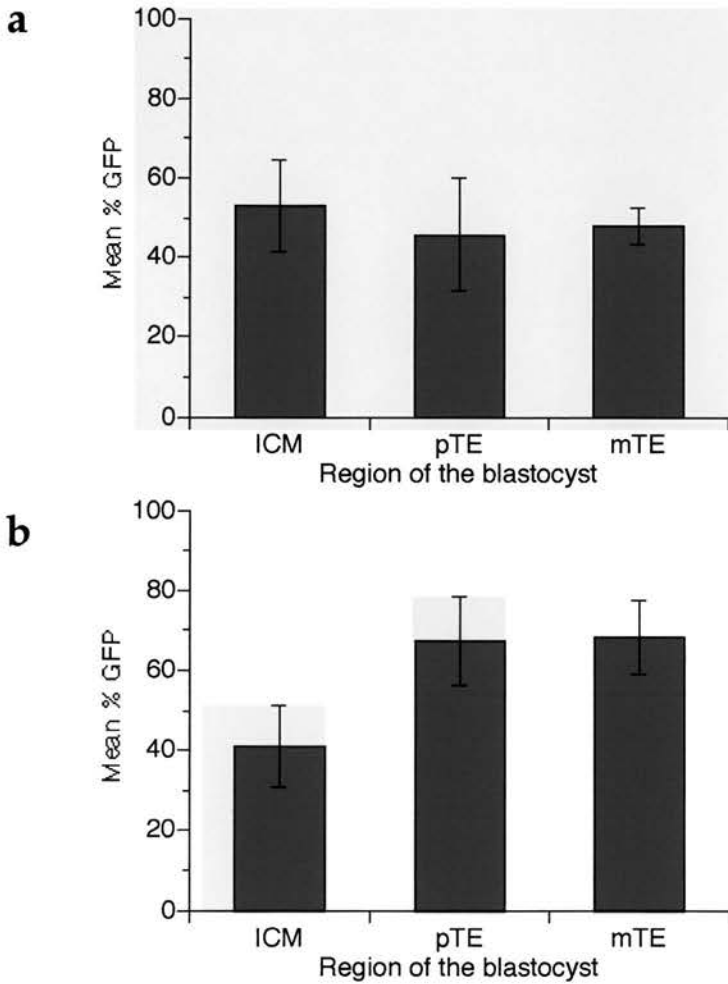 a
Mean % GFP
100
80
60
40
20
0
ICM pTE mTE
Region of the blastocyst
b
Mean % GFP
100
80
60
40
20
0
ICM pTE mTE
Region of the blastocyst